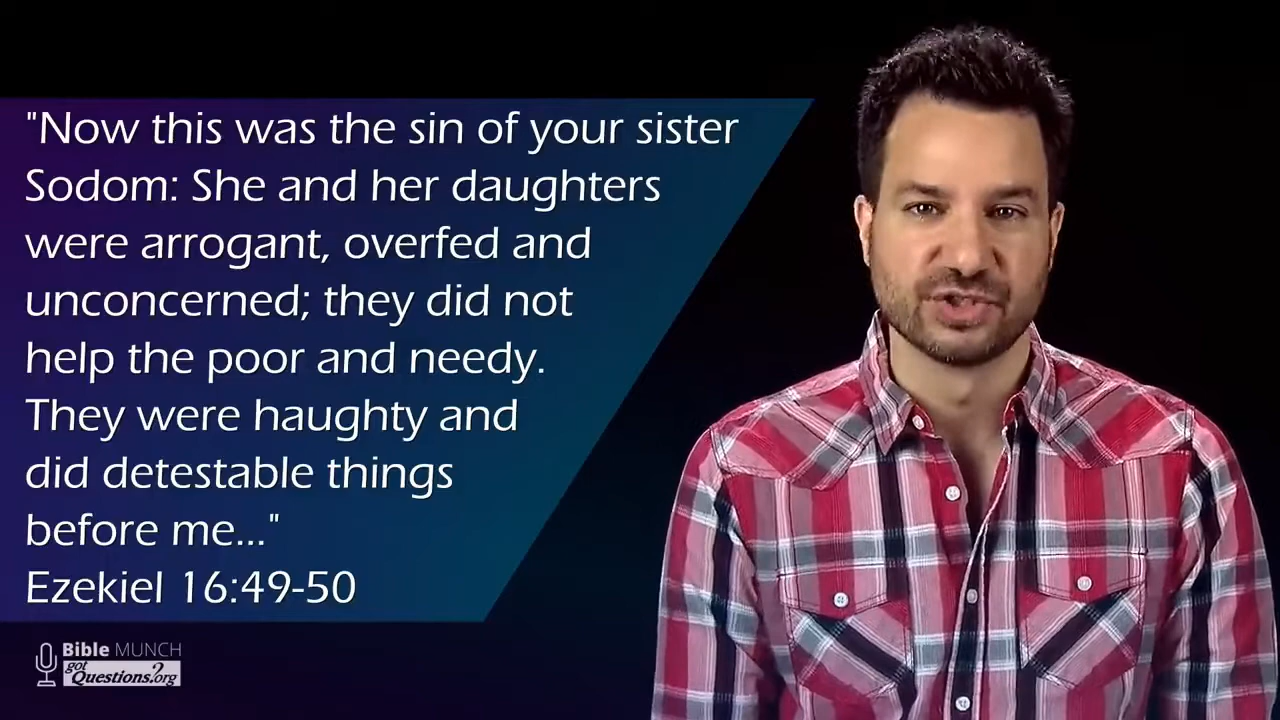 "Now this was the sin of your sister
Sodom: She and her daughters
were arrogant, overfed and
unconcerned; they did not
help the poor and needy.
They were haughty and
did detestable things
before me..."
Ezekiel 16:49-50
Bible MUNCH
got
Questions?.org